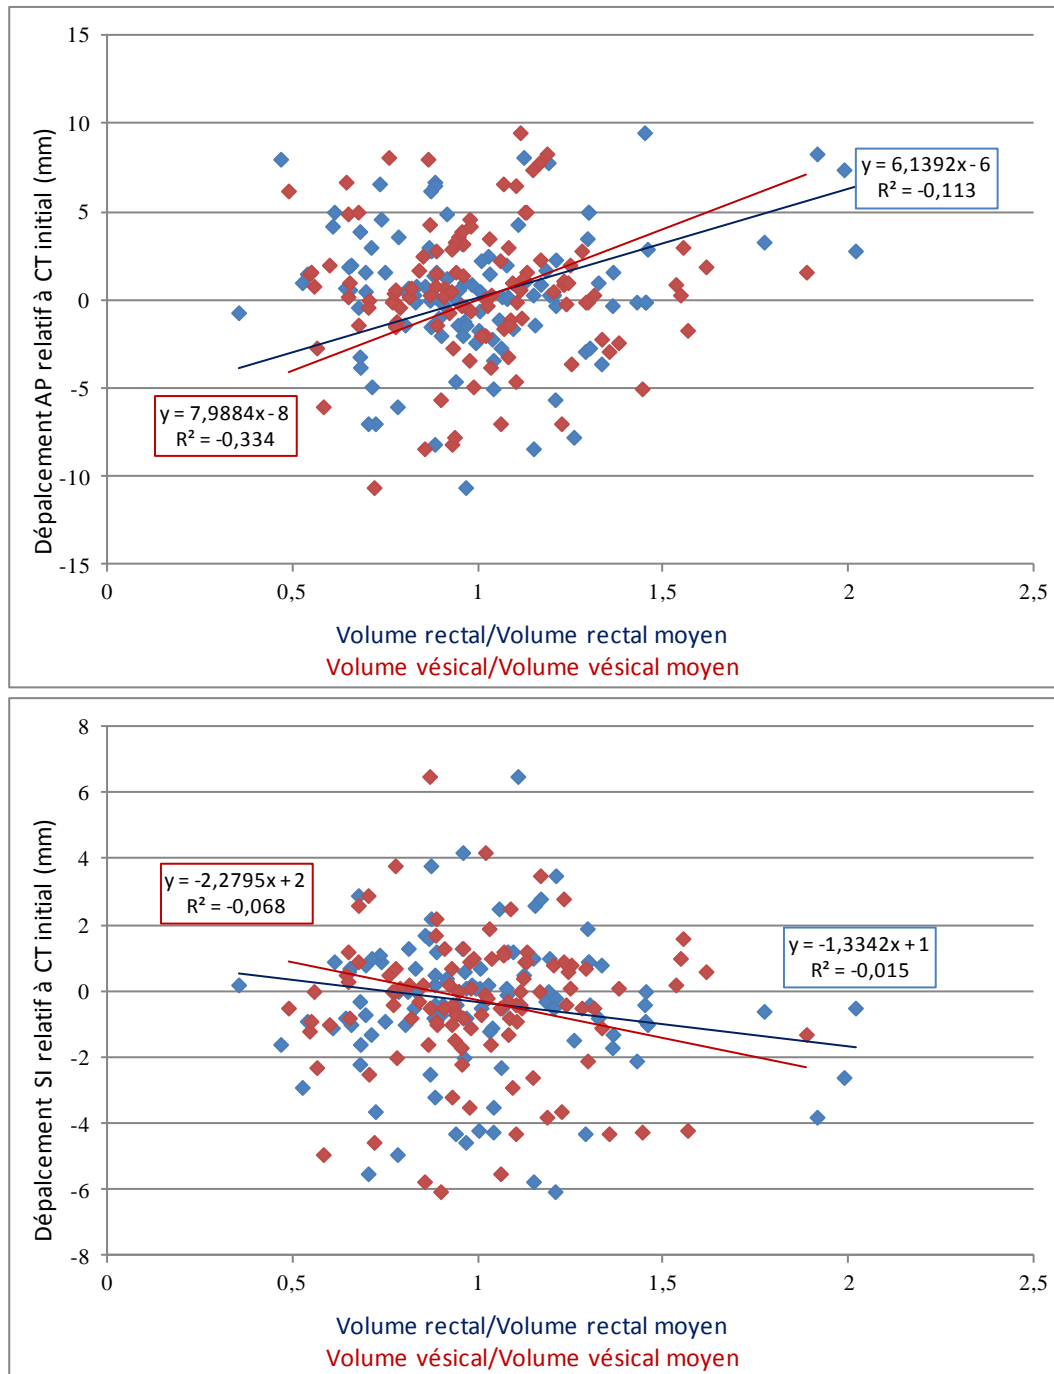 15
10
5
0
-5
-10
-15
Dépalcement AP relatif à CT initial (mm)
y = 6,1392x - 6
R² = -0,113
y = 7,9884x - 8
R² = -0,334
0 0,5 1 1,5 2 2,5
Volume rectal/Volume rectal moyen
Volume vésical/Volume vésical moyen
8
6
4
2
0
-2
-4
-6
-8
Dépalcement SI relatif à CT initial (mm)
y = -2,2795x + 2
R² = -0,068
y = -1,3342x + 1
R² = -0,015
0 0,5 1 1,5 2 2,5
Volume rectal/Volume rectal moyen
Volume vésical/Volume vésical moyen